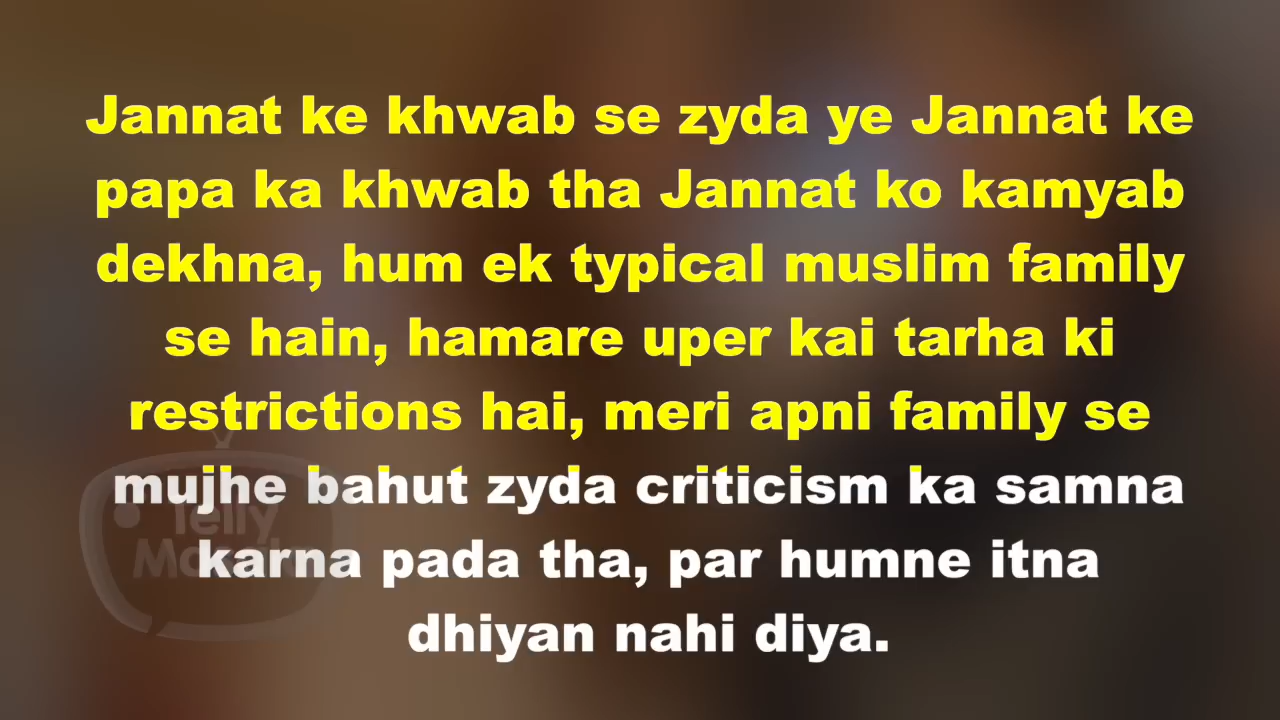 Jannat ke khwab se zyda ye Jannat ke
papa ka khwab tha Jannat ko kamyab
dekhna, hum ek typical muslim family
se hain, hamare uper kai tarha ki
restrictions hai, meri apni family se
mujhe bahut zyda criticism ka samna
karna pada tha, par humne itna
dhiyan nahi diya.
Telly